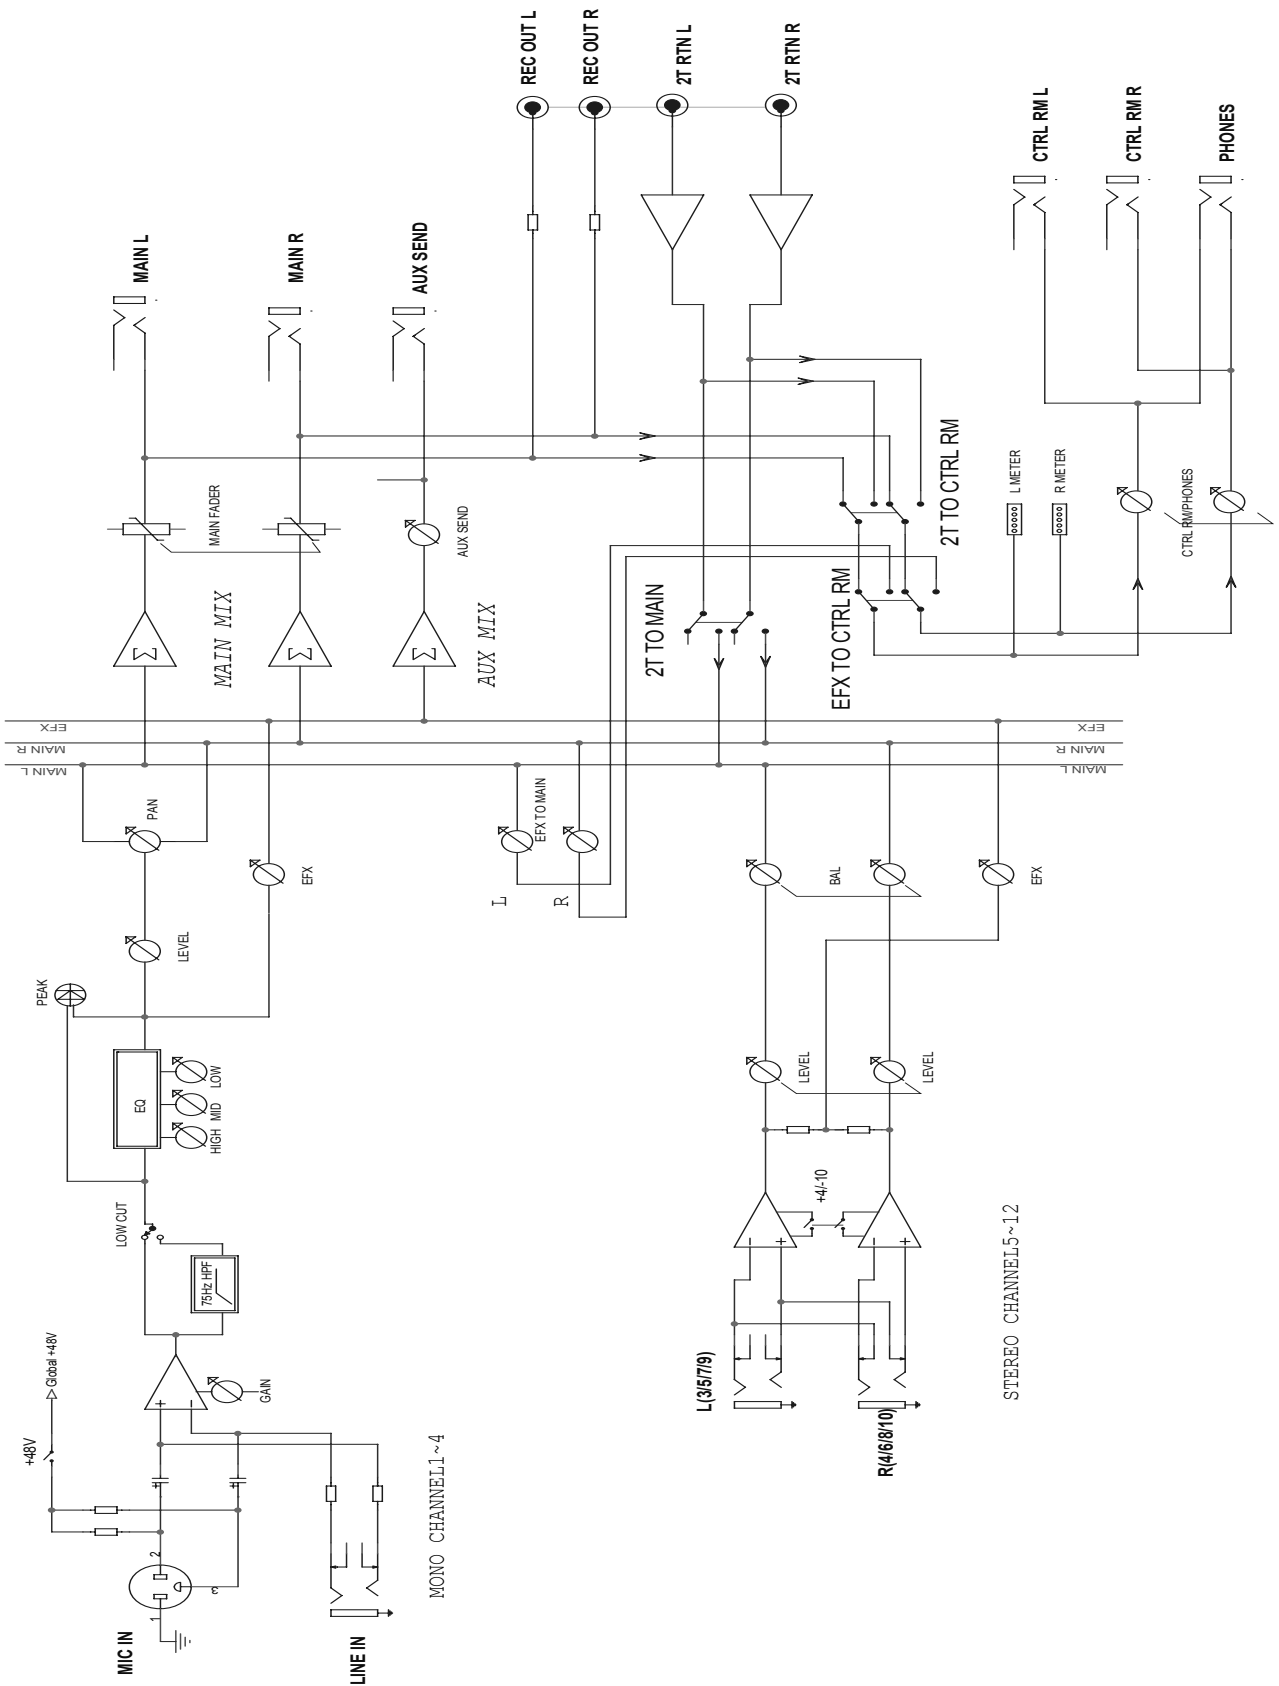 REC OUT L
REC OUT R
2T RTN L
2T RTN R
CTRL RM L
CTRL RM R
PHONES
MAIN L
MAIN R
AUX SEND
MAIN FADER
AUX SEND
2T TO CTRL RM
L METER
R METER
CTRL RM/PHONES
MAIN MIX
AUX MIX
2T TO MAIN
EFX TO CTRL RM
EFX
MAIN R
MAIN L
EFX
MAIN R
MAIN L
PAN
EFX
EFX TO MAIN
L
R
BAL
EFX
LEVEL
PEAK
EQ
LOW
MID
HIGH
LEVEL
LEVEL
LOW CUT
75Hz HPF
+4/-10
+48V
Global +48V
GAIN
+
−
−
+
−
+
L(3/5/7/9)
R(4/6/8/10)
STEREO CHANNEL5~12
MIC IN
1
2
3
LINE IN
MONO CHANNEL1~4